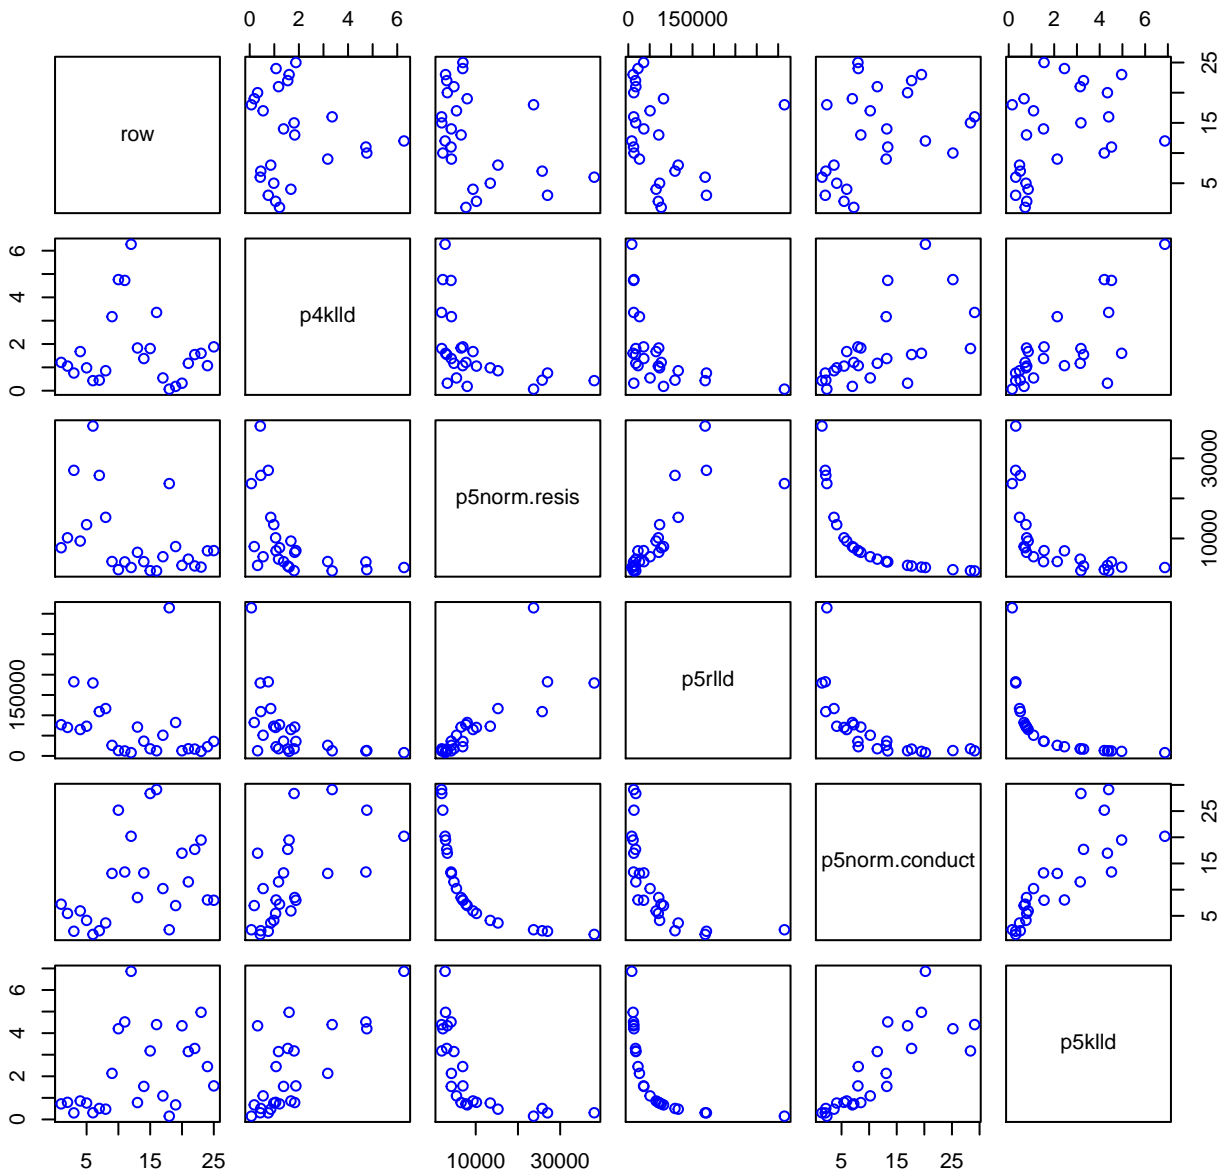 0 2 4 6 0 150000 0 2 4 6
row
5 15 25
p4klld
0 2 4 6
p5norm.resis
10000 30000
p5rlld
0 150000
p5norm.conduct
5 15 25
p5klld
0 2 4 6
5 15 25 10000 30000 5 15 25